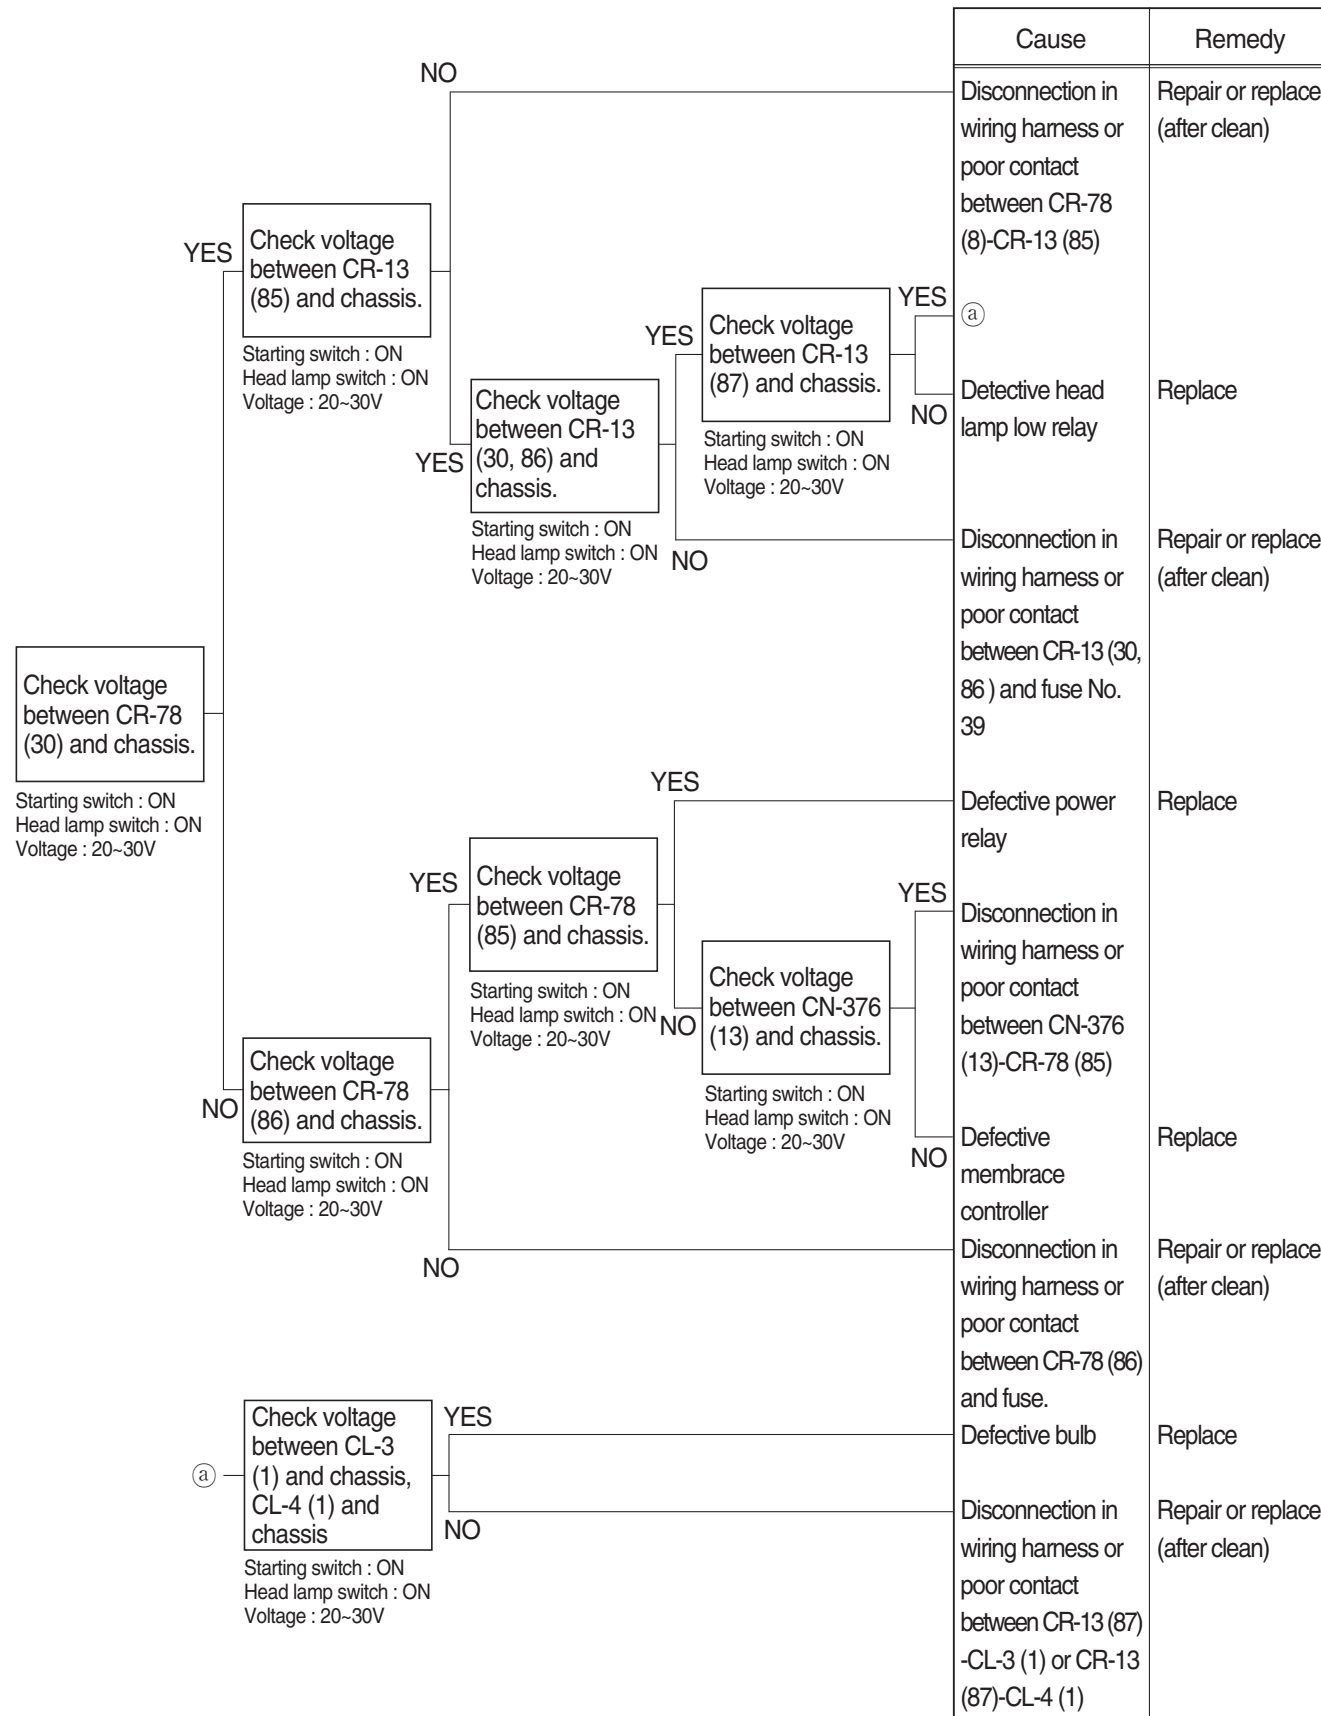 Cause
Remedy
NO
Disconnection in
wiring harness or
poor contact
between CR-78
(8)-CR-13 (85)
Repair or replace
(after clean)
YES
Check voltage
between CR-13
(85) and chassis.
Starting switch : ON
Head lamp switch : ON
Voltage : 20~30V
YES
Check voltage
between CR-13
(30, 86) and
chassis.
Starting switch : ON
Head lamp switch : ON
Voltage : 20~30V
YES
Check voltage
between CR-13
(87) and chassis.
Starting switch : ON
Head lamp switch : ON
Voltage : 20~30V
YES
ⓐ
NO
Detective head
lamp low relay
Replace
NO
Disconnection in
wiring harness or
poor contact
between CR-13 (30,
86 ) and fuse No.
39
Repair or replace
(after clean)
Check voltage
between CR-78
(30) and chassis.
Starting switch : ON
Head lamp switch : ON
Voltage : 20~30V
YES
Defective power
relay
Replace
YES
Check voltage
between CR-78
(85) and chassis.
Starting switch : ON
Head lamp switch : ON
Voltage : 20~30V
NO
Check voltage
between CN-376
(13) and chassis.
Starting switch : ON
Head lamp switch : ON
Voltage : 20~30V
YES
Disconnection in
wiring harness or
poor contact
between CN-376
(13)-CR-78 (85)
NO
Defective
membrace
controller
Replace
NO
Check voltage
between CR-78
(86) and chassis.
Starting switch : ON
Head lamp switch : ON
Voltage : 20~30V
NO
Disconnection in
wiring harness or
poor contact
between CR-78 (86)
and fuse.
Repair or replace
(after clean)
ⓐ
Check voltage
between CL-3
(1) and chassis,
CL-4 (1) and
chassis
Starting switch : ON
Head lamp switch : ON
Voltage : 20~30V
YES
Defective bulb
Replace
NO
Disconnection in
wiring harness or
poor contact
between CR-13 (87)
-CL-3 (1) or CR-13
(87)-CL-4 (1)
Repair or replace
(after clean)